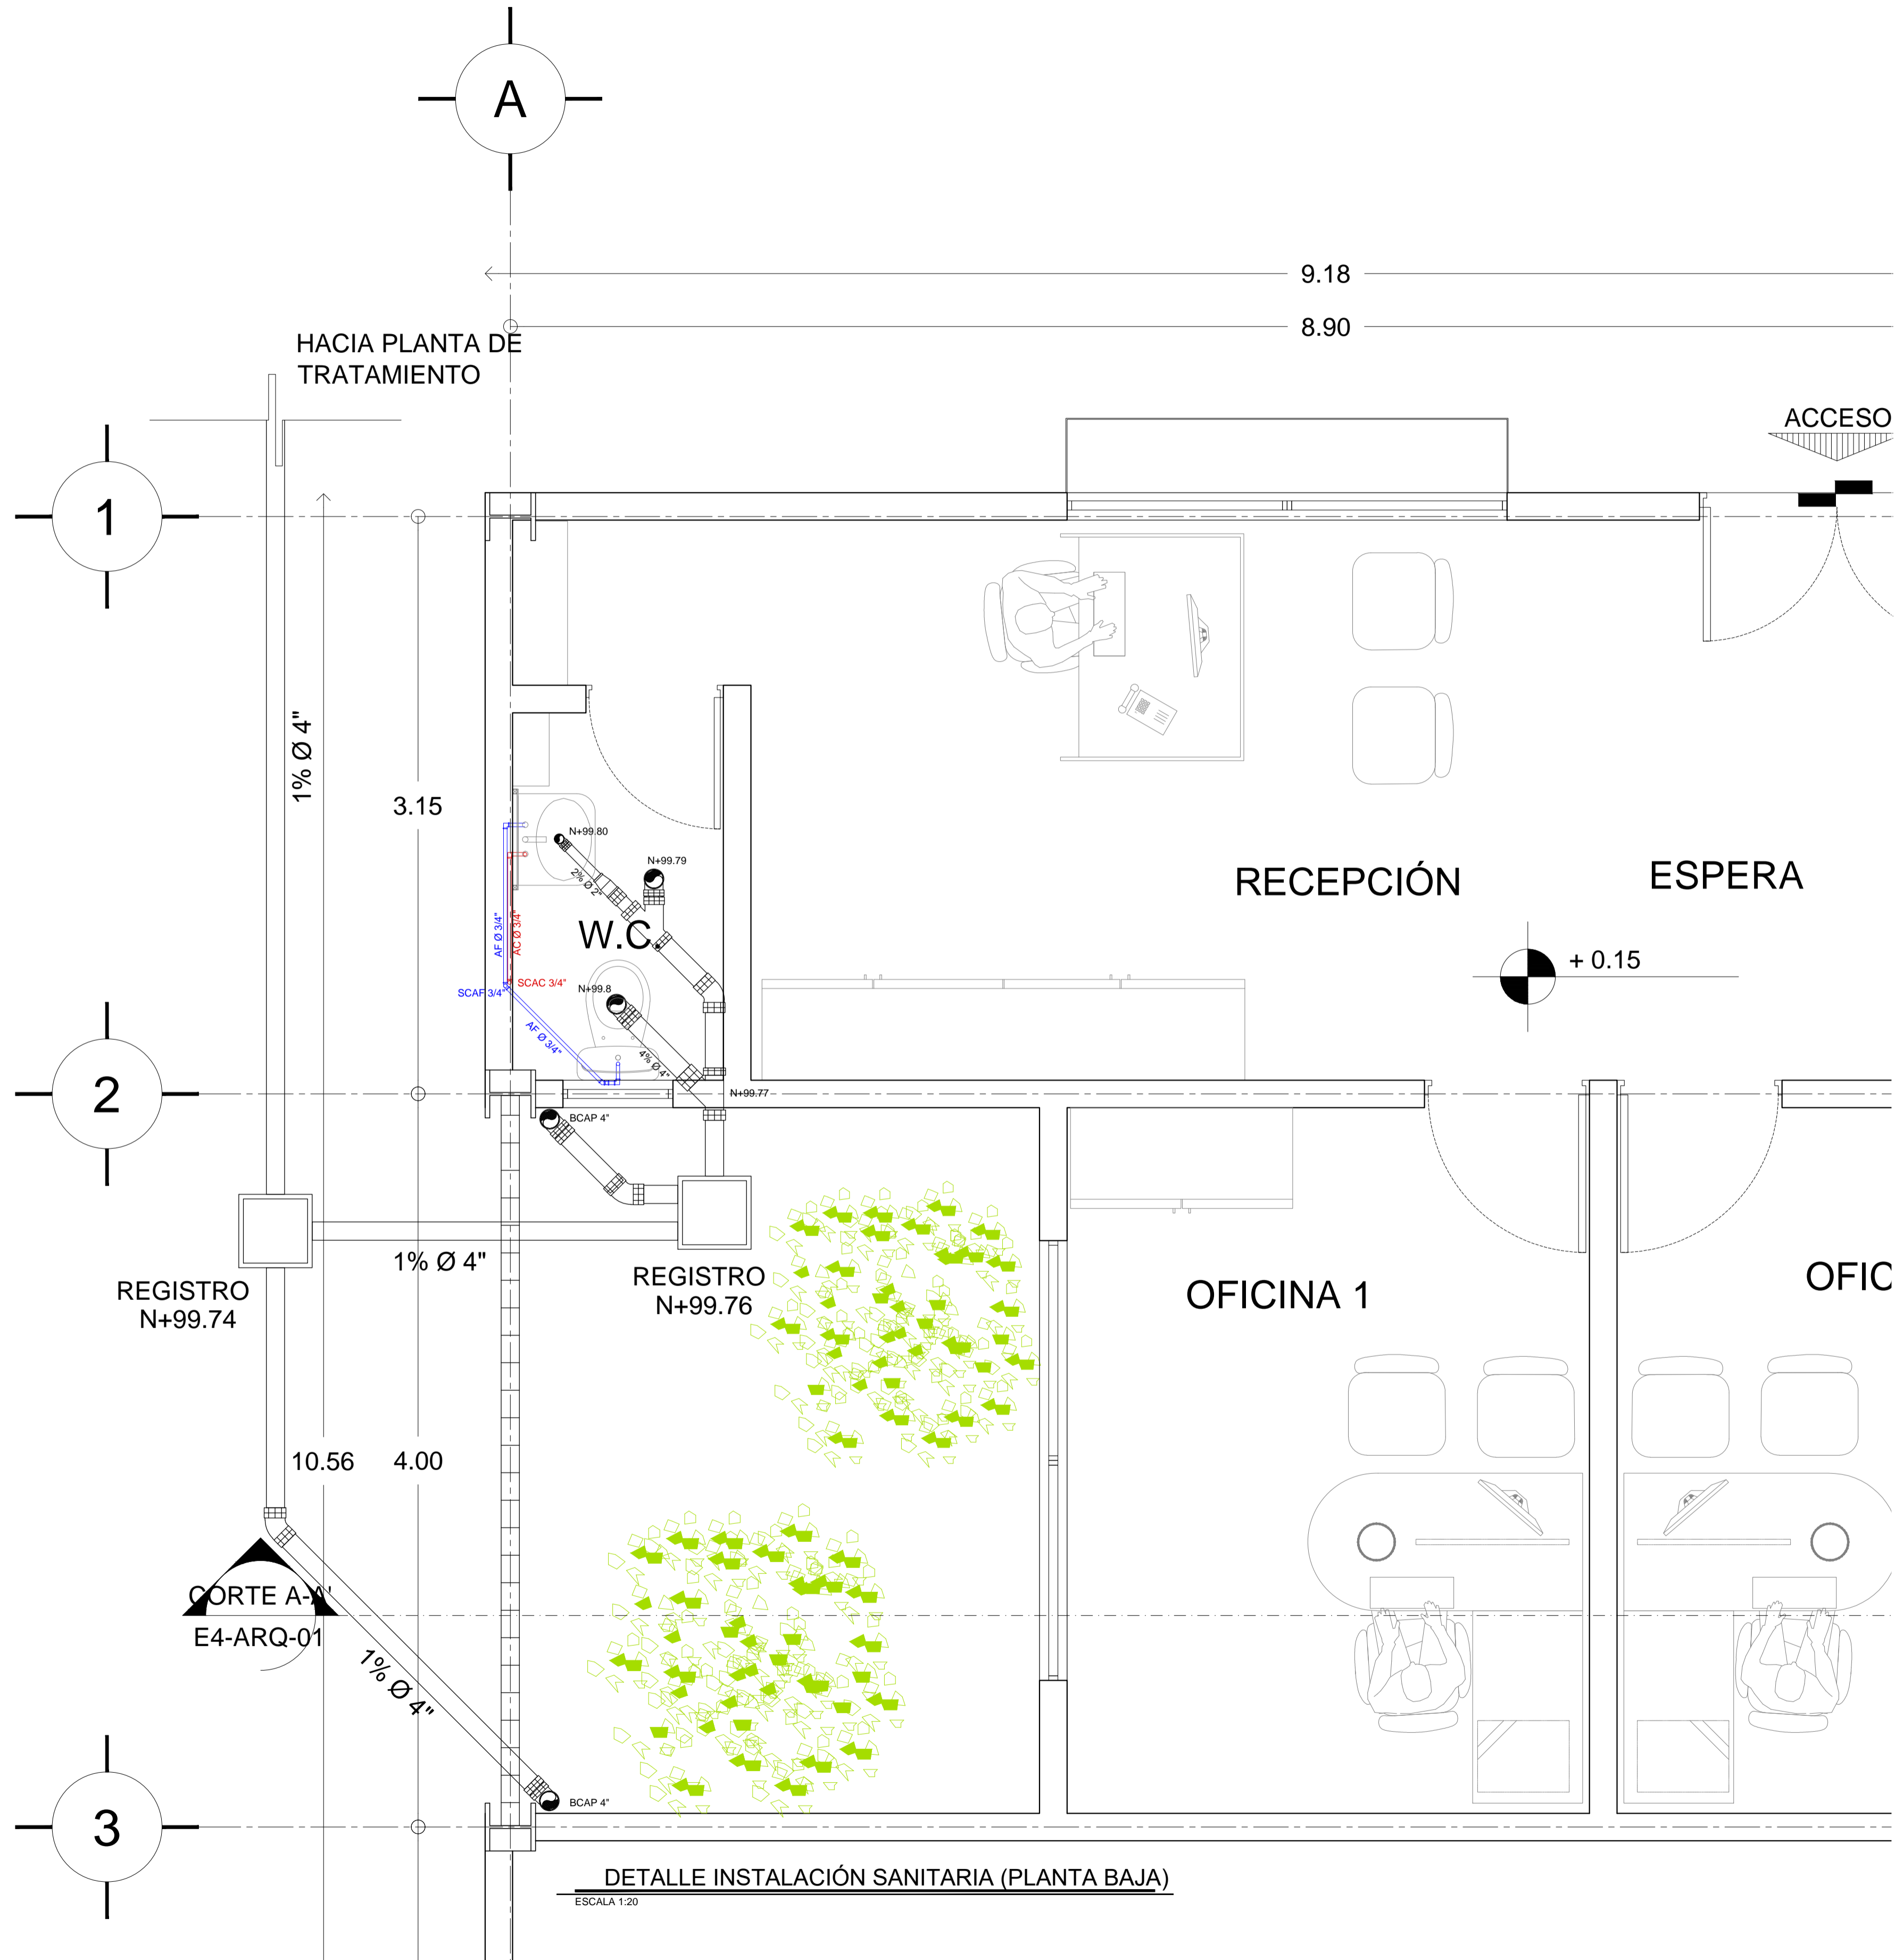 A
9.18
8.90
HACIA PLANTA DE
TRATAMIENTO
ACCESO
1
1% Ø 4"
3.15
N+99.80
N+99.79
2% Ø 2"
RECEPCIÓN
ESPERA
AF Ø 3/4"
AC Ø 3/4"
W.C.
+ 0.15
SCAC 3/4"
SCAF 3/4"
N+99.8
AF Ø 3/4"
4% Ø 4"
2
N+99.77
BCAP 4"
1% Ø 4"
REGISTRO
N+99.74
REGISTRO
N+99.76
OFICINA 1
OFIC
10.56
4.00
CORTE A-A'
E4-ARQ-01
1% Ø 4"
BCAP 4"
3
DETALLE INSTALACIÓN SANITARIA (PLANTA BAJA)
ESCALA 1:20